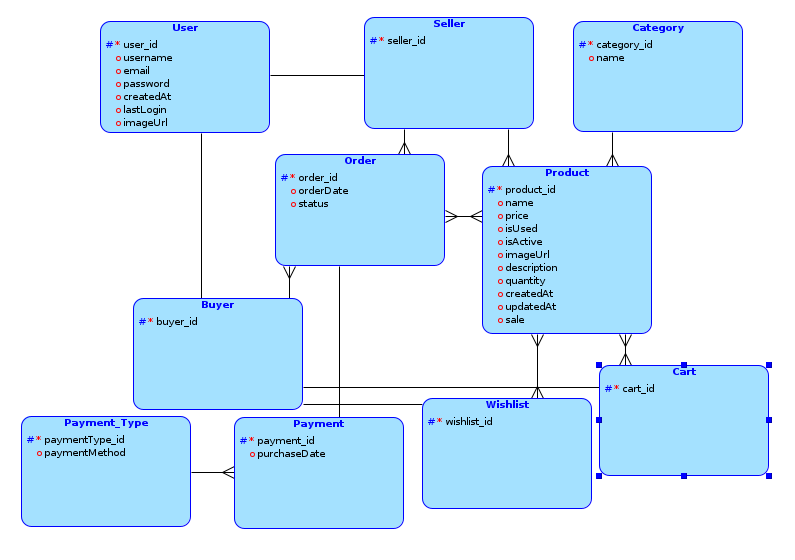 User
#* user_id
username
email
password
createdAt
lastLogin
imageUrl
Seller
#* seller_id
Category
#* category_id
name
Order
#* order_id
orderDate
status
Product
#* product_id
name
price
isUsed
isActive
imageUrl
description
quantity
createdAt
updatedAt
sale
Buyer
#* buyer_id
Cart
#* cart_id
Wishlist
#* wishlist_id
Payment_Type
#* paymentType_id
paymentMethod
Payment
#* payment_id
purchaseDate